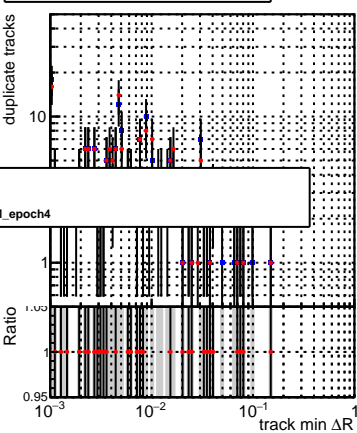 duplicate tracks
10
l_epoch4
1
Ratio
1.05
1
0.95
10⁻³ 10⁻² 10⁻¹ 1
track min ΔR